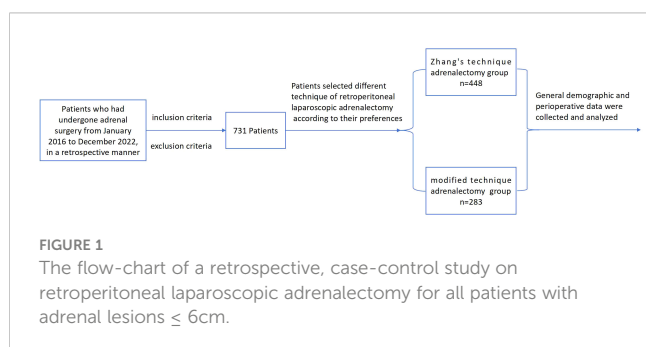 Patients who had
undergone adrenal
surgery from January
2016 to December 2022,
in a retrospective manner
inclusion criteria
exclusion criteria
731 Patients
Patients selected different
technique of retroperitoneal
laparoscopic adrenalectomy
according to their preferences
Zhang's technique
adrenalectomy group
n=448
modified technique
adrenalectomy group
n=283
General demographic and
perioperative data were
collected and analyzed
FIGURE 1
The flow-chart of a retrospective, case-control study on
retroperitoneal laparoscopic adrenalectomy for all patients with
adrenal lesions ≤ 6cm.